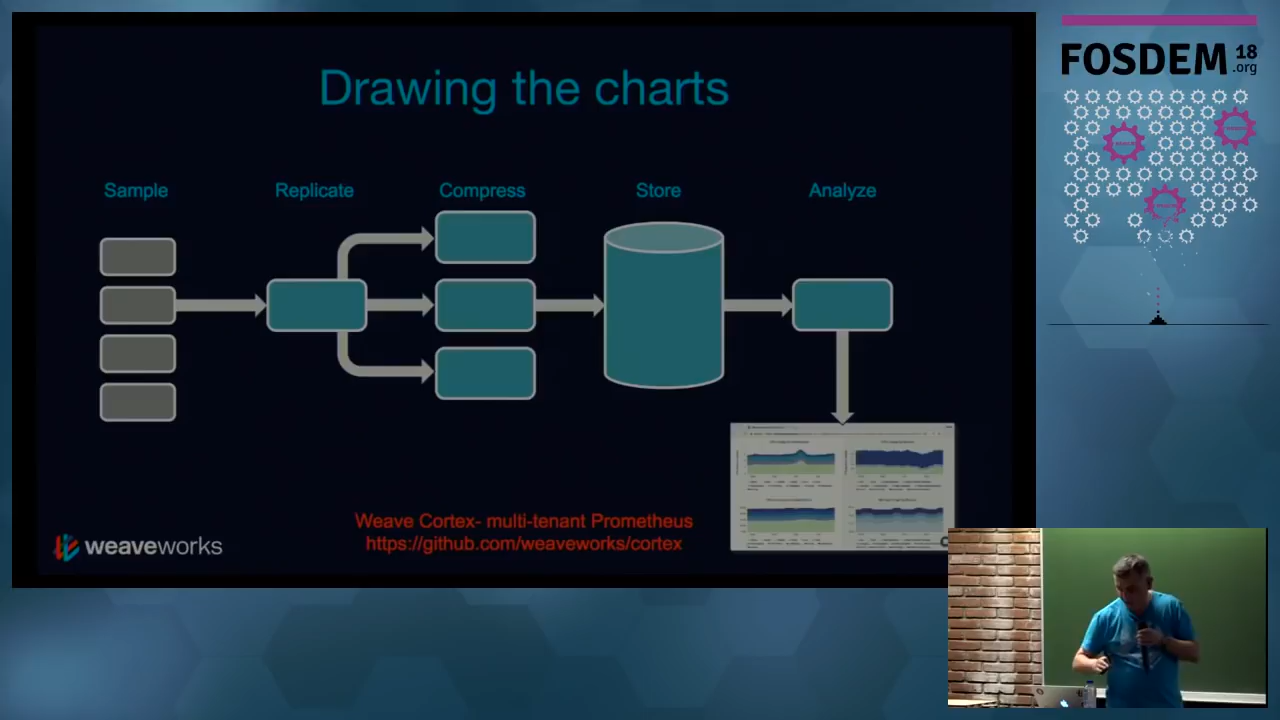 Drawing the charts
Sample
Replicate
Compress
Store
Analyze
Weave Cortex- multi-tenant Prometheus
https://github.com/weaveworks/cortex
weaveworks
FOSDEM 18
.org